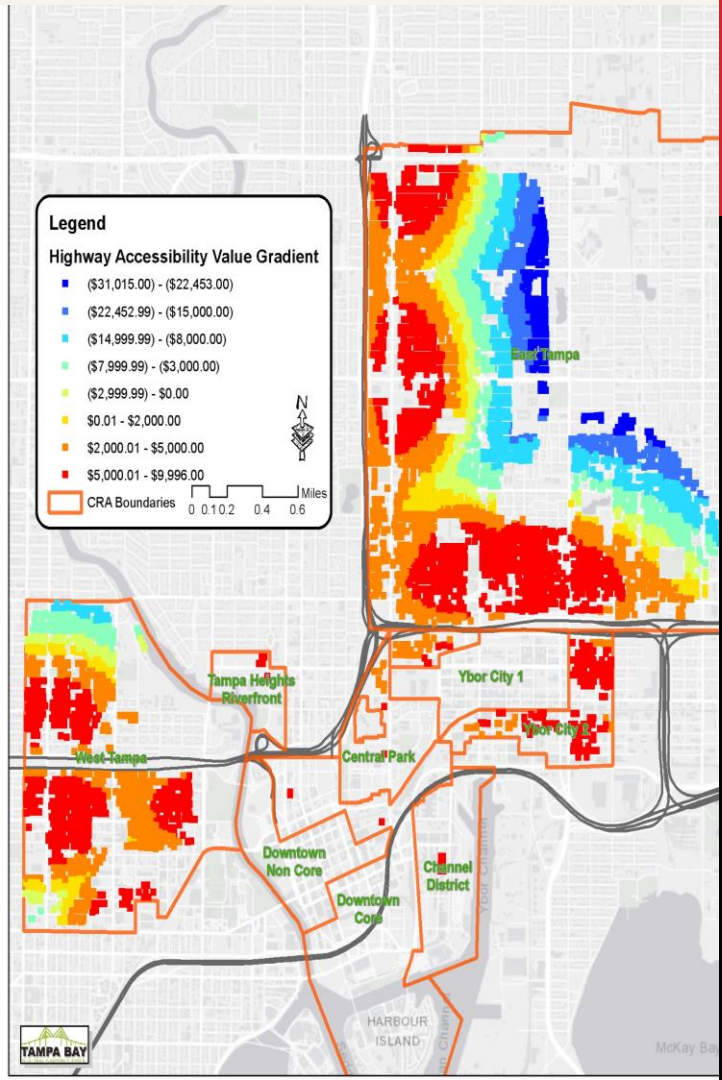 Legend
Highway Accessibility Value Gradient
($31,015.00) - ($22,453.00)
($22,452.99) - ($15,000.00)
($14,999.99) - ($8,000.00)
($7,999.99) - ($3,000.00)
($2,999.99) - $0.00
$0.01 - $2,000.00
$2,000.01 - $5,000.00
$5,000.01 - $9,996.00
CRA Boundaries
N
Miles
0 0.1 0.2 0.4 0.6
East Tampa
Tampa Heights
Riverfront
Ybor City 1
West Tampa
Central Park
Ybor City 2
Downtown
Non Core
Channel
District
Downtown
Core
Ybor Channel
HARBOUR
ISLAND
Channel
McKay Bay
TAMPA BAY